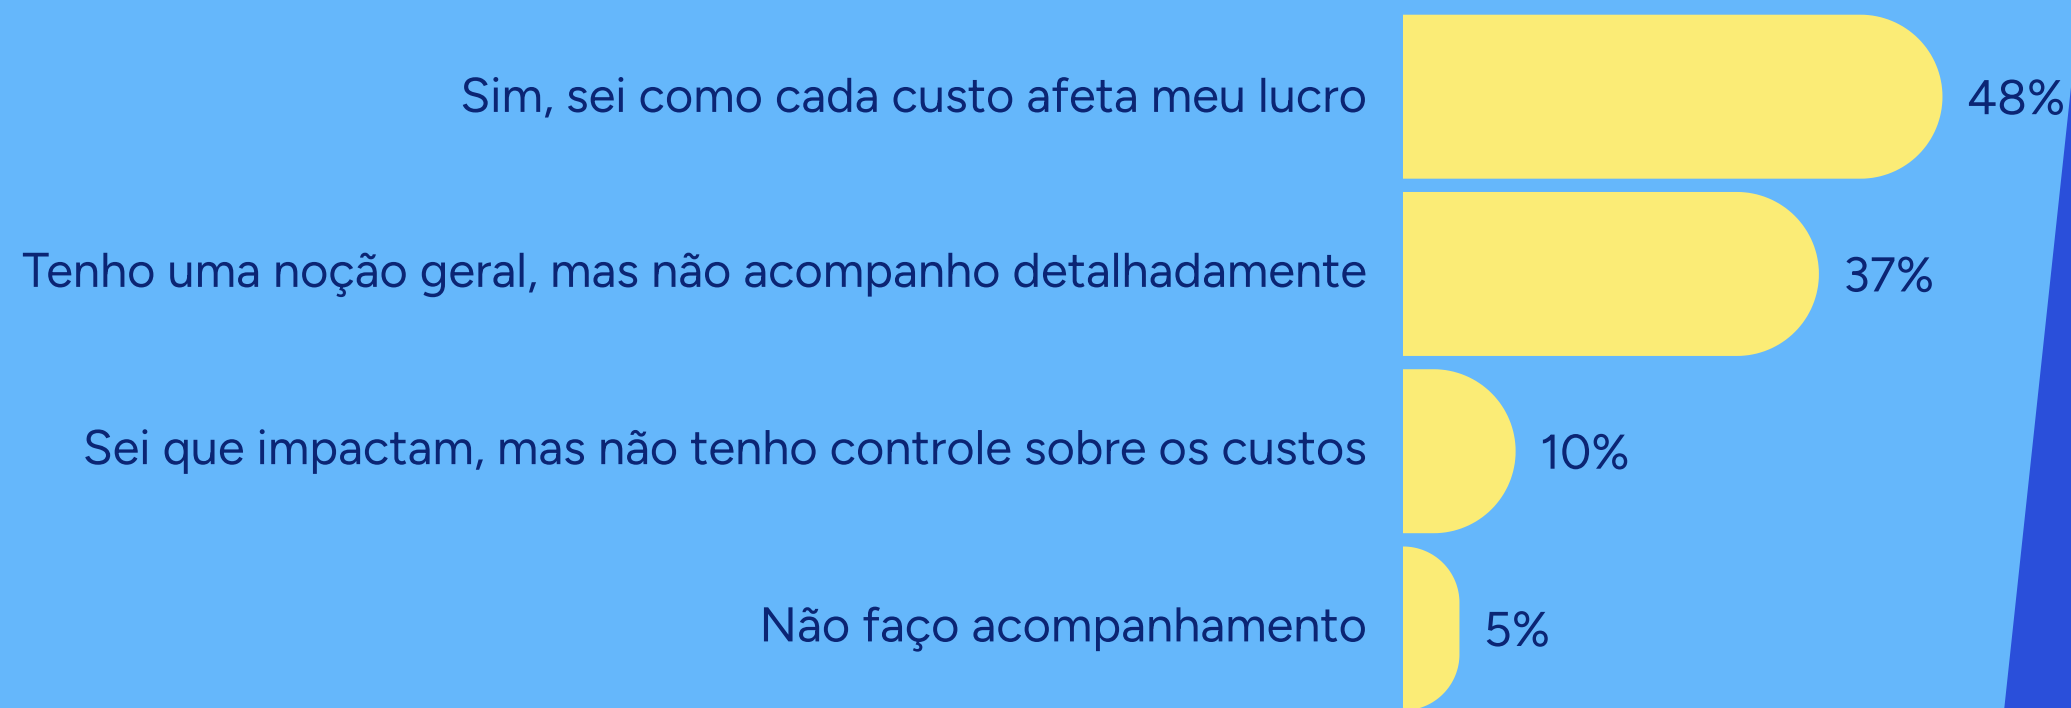 Sim, sei como cada custo afeta meu lucro 48%
Tenho uma noção geral, mas não acompanho detalhadamente 37%
Sei que impactam, mas não tenho controle sobre os custos 10%
Não faço acompanhamento 5%